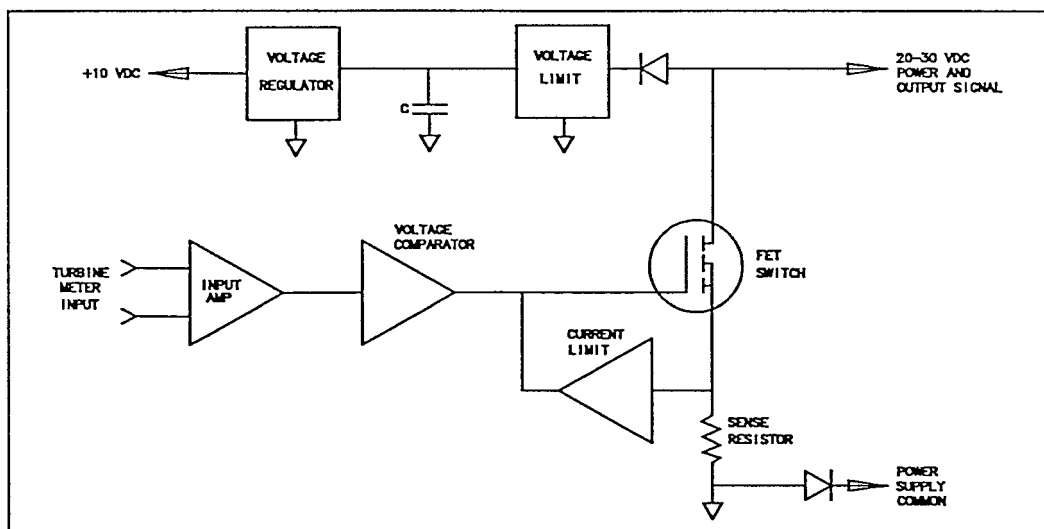 +10 VDC
VOLTAGE
REGULATOR
C
VOLTAGE
LIMIT
20-30 VDC
POWER AND
OUTPUT SIGNAL
TURBINE
METER
INPUT
INPUT
AMP
VOLTAGE
COMPARATOR
FET
SWITCH
CURRENT
LIMIT
SENSE
RESISTOR
POWER
SUPPLY
COMMON